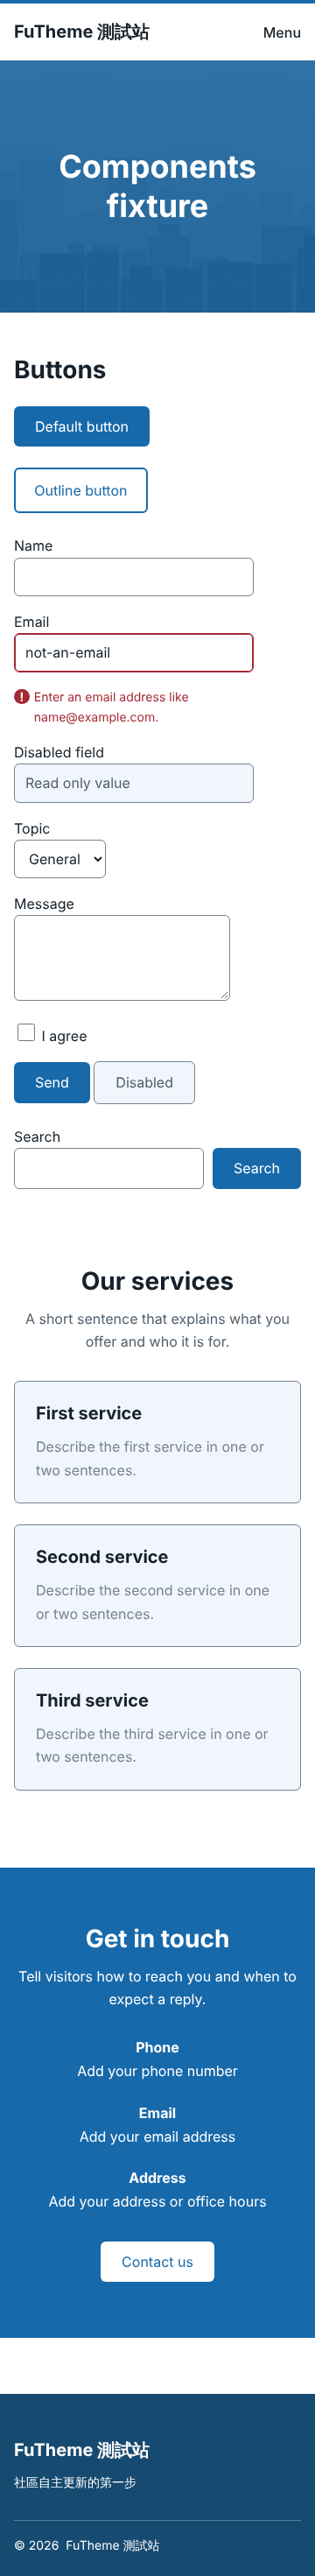 FuTheme 測試站
Menu
Components
fixture
Buttons
Default button
Outline button
Name
Email
not-an-email
! Enter an email address like
name@example.com.
Disabled field
Read only value
Topic
General
Message
I agree
Send Disabled
Search
Search
Our services
A short sentence that explains what you
offer and who it is for.
First service
Describe the first service in one or
two sentences.
Second service
Describe the second service in one
or two sentences.
Third service
Describe the third service in one or
two sentences.
Get in touch
Tell visitors how to reach you and when to
expect a reply.
Phone
Add your phone number
Email
Add your email address
Address
Add your address or office hours
Contact us
FuTheme 測試站
社區自主更新的第一步
© 2026 FuTheme 測試站